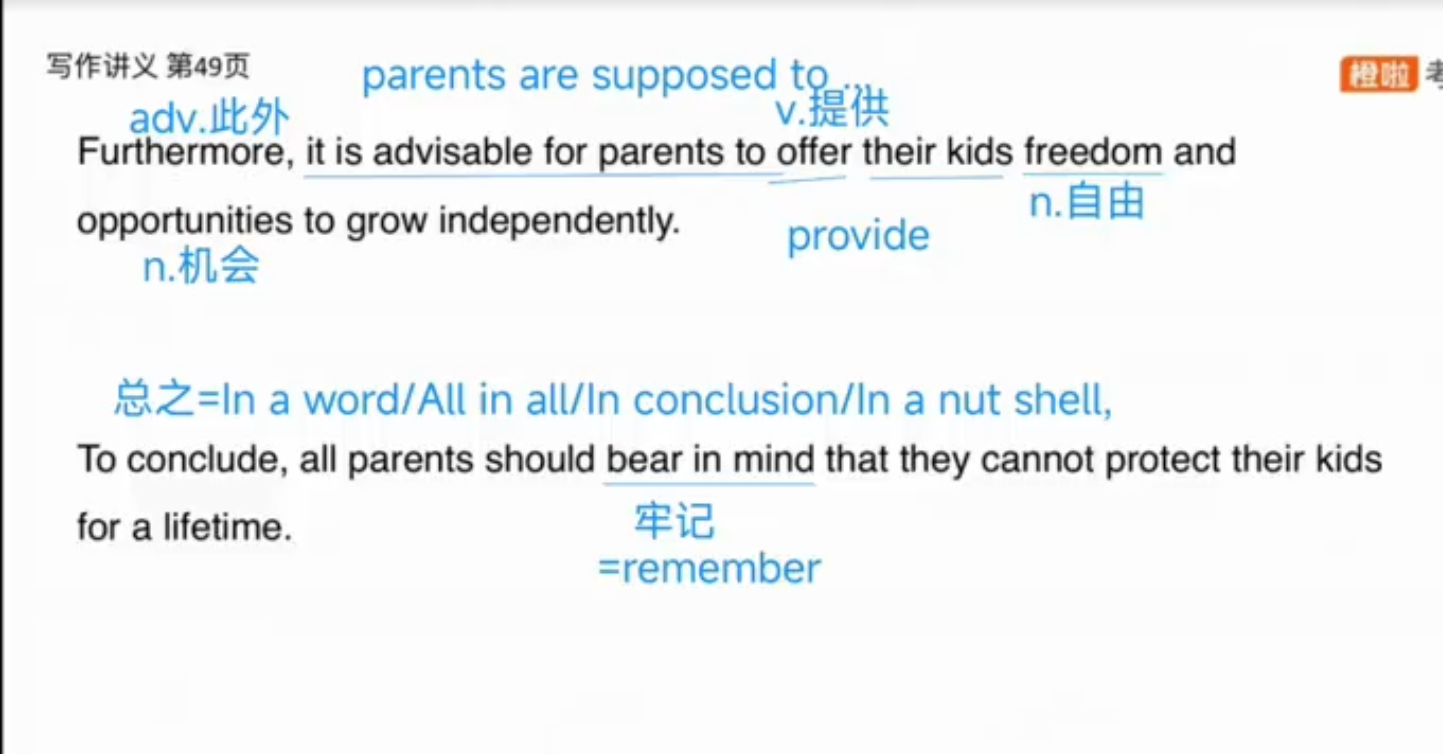 写作讲义 第49页
橙啦
parents are supposed to ...
adv.此外
v.提供
Furthermore, it is advisable for parents to offer their kids freedom and
n.自由
opportunities to grow independently.
provide
n.机会
总之=In a word/All in all/In conclusion/In a nut shell,
To conclude, all parents should bear in mind that they cannot protect their kids
for a lifetime.
牢记
=remember